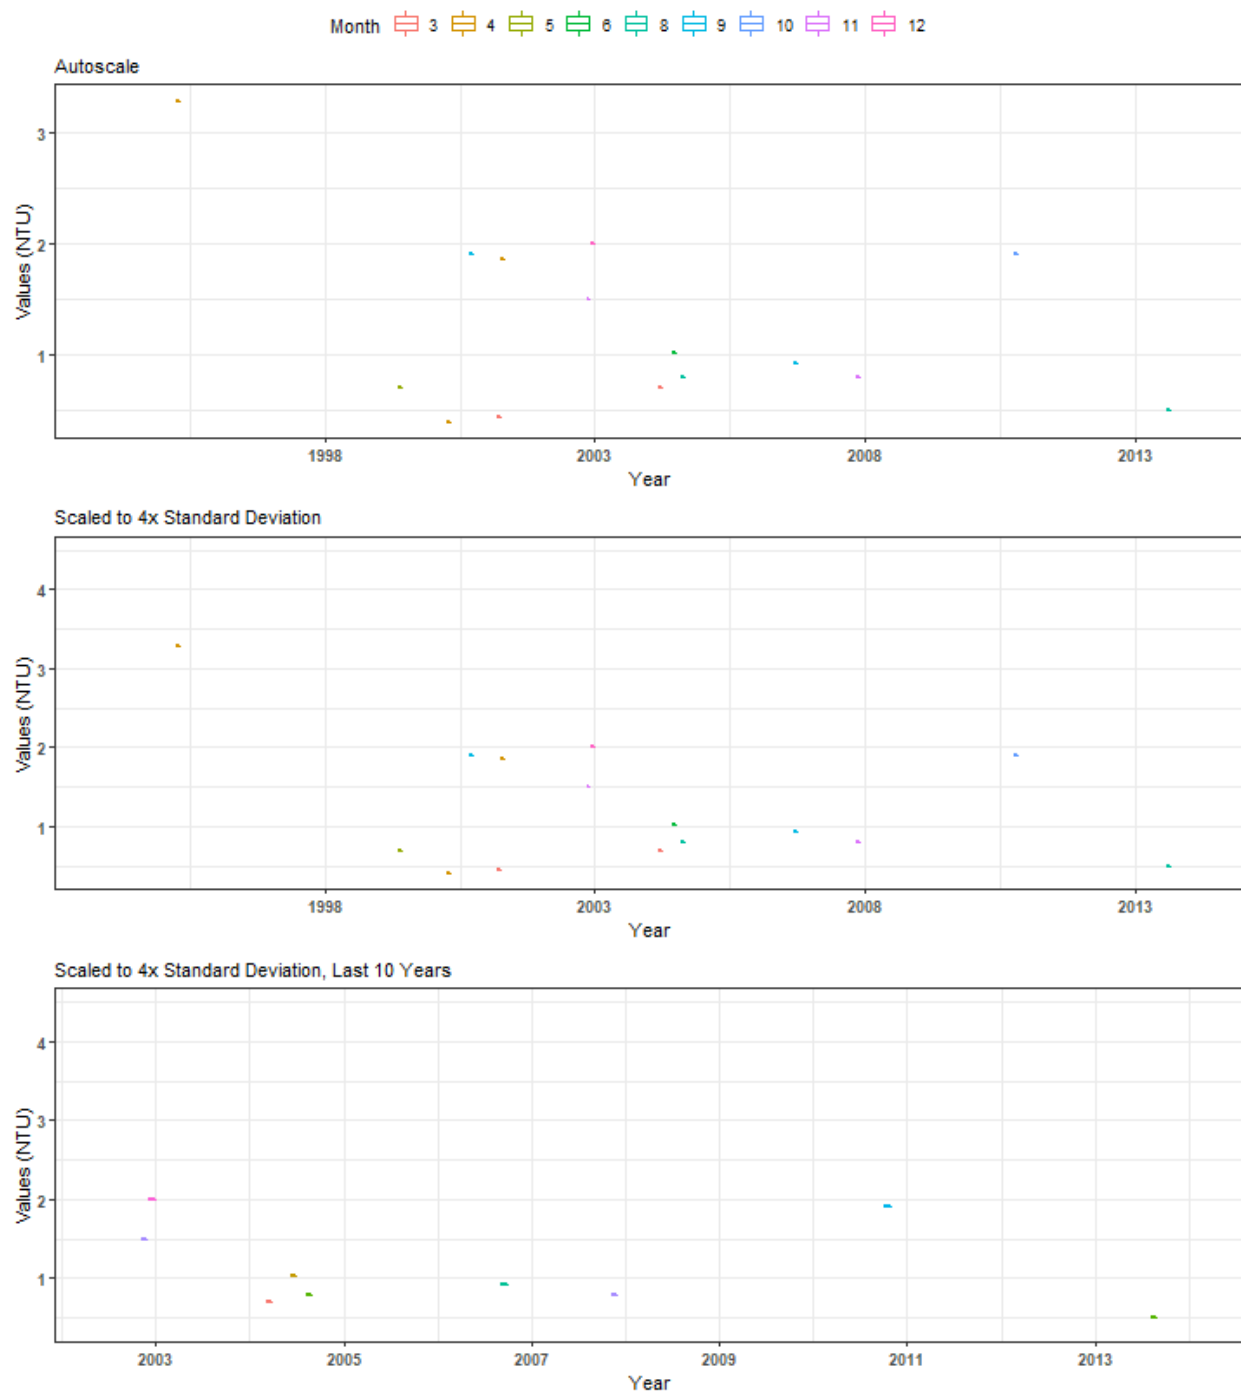 Month 3 4 5 6 8 9 10 11 12
Autoscale
3
2
1
Values (NTU)
1998 2003 2008 2013
Year
Scaled to 4x Standard Deviation
4
3
2
1
Values (NTU)
1998 2003 2008 2013
Year
Scaled to 4x Standard Deviation, Last 10 Years
4
3
2
1
Values (NTU)
2003 2005 2007 2009 2011 2013
Year